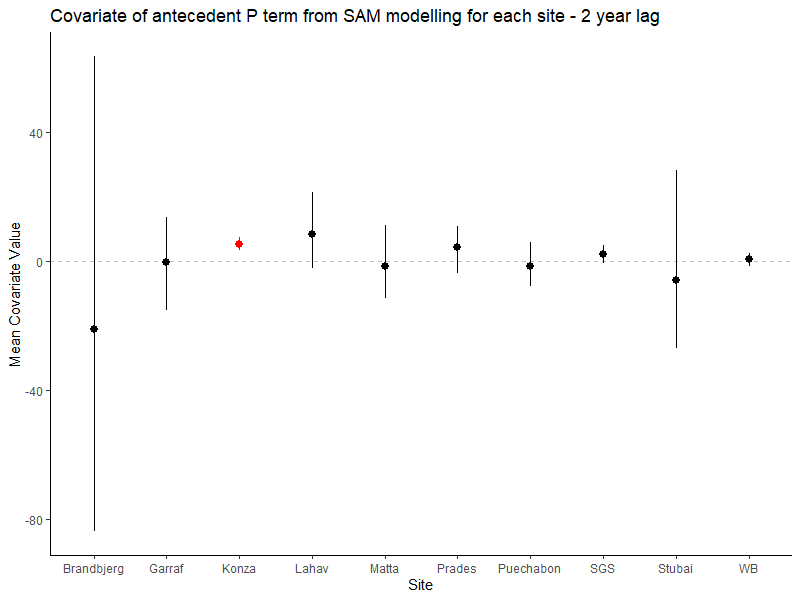 Covariate of antecedent P term from SAM modelling for each site - 2 year lag
Mean Covariate Value
40
0
-40
-80
Brandbjerg Garraf Konza Lahav Matta Prades Puechabon SGS Stubai WB
Site